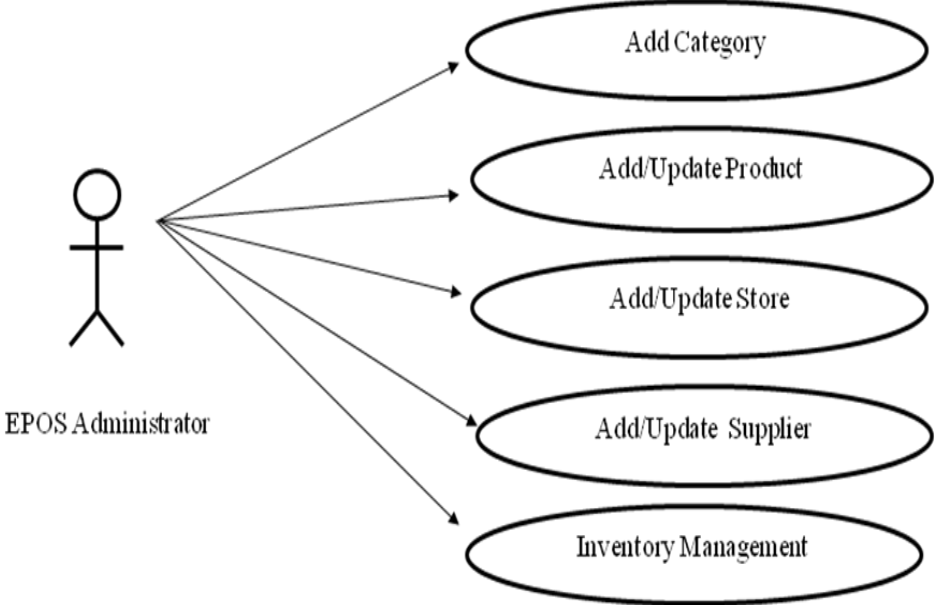 Add Category
Add/Update Product
Add/Update Store
EPOS Administrator
Add/Update Supplier
Inventory Management